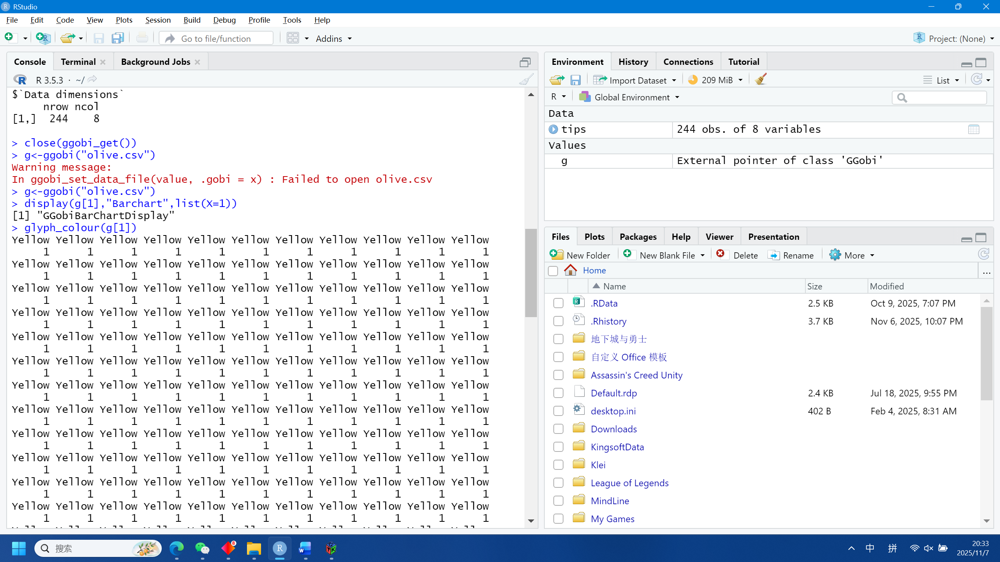 RStudio
File Edit Code View Plots Session Build Debug Profile Tools Help
Go to file/function Addins Project: (None)
Console Terminal Background Jobs
R 3.5.3 · ~/
$`Data dimensions`
     nrow ncol
[1,]  244    8
> close(ggobi_get())
> g<-ggobi("olive.csv")
Warning message:
In ggobi_set_data_file(value, .gobi = x) : Failed to open olive.csv
> g<-ggobi("olive.csv")
> display(g[1],"Barchart",list(X=1))
[1] "GGobiBarChartDisplay"
> glyph_colour(g[1])
Yellow Yellow Yellow Yellow Yellow Yellow Yellow Yellow Yellow Yellow Yellow
1 1 1 1 1 1 1 1 1 1 1
Yellow Yellow Yellow Yellow Yellow Yellow Yellow Yellow Yellow Yellow Yellow
1 1 1 1 1 1 1 1 1 1 1
Yellow Yellow Yellow Yellow Yellow Yellow Yellow Yellow Yellow Yellow Yellow
1 1 1 1 1 1 1 1 1 1 1
Yellow Yellow Yellow Yellow Yellow Yellow Yellow Yellow Yellow Yellow Yellow
1 1 1 1 1 1 1 1 1 1 1
Yellow Yellow Yellow Yellow Yellow Yellow Yellow Yellow Yellow Yellow Yellow
1 1 1 1 1 1 1 1 1 1 1
Yellow Yellow Yellow Yellow Yellow Yellow Yellow Yellow Yellow Yellow Yellow
1 1 1 1 1 1 1 1 1 1 1
Yellow Yellow Yellow Yellow Yellow Yellow Yellow Yellow Yellow Yellow Yellow
1 1 1 1 1 1 1 1 1 1 1
Yellow Yellow Yellow Yellow Yellow Yellow Yellow Yellow Yellow Yellow Yellow
1 1 1 1 1 1 1 1 1 1 1
Yellow Yellow Yellow Yellow Yellow Yellow Yellow Yellow Yellow Yellow Yellow
1 1 1 1 1 1 1 1 1 1 1
Yellow Yellow Yellow Yellow Yellow Yellow Yellow Yellow Yellow Yellow Yellow
1 1 1 1 1 1 1 1 1 1 1
Yellow Yellow Yellow Yellow Yellow Yellow Yellow Yellow Yellow Yellow Yellow
1 1 1 1 1 1 1 1 1 1 1
Yellow Yellow Yellow Yellow Yellow Yellow Yellow Yellow Yellow Yellow Yellow
1 1 1 1 1 1 1 1 1 1 1
Environment History Connections Tutorial
Import Dataset 209 MiB List
R Global Environment
Data
tips 244 obs. of 8 variables
Values
g External pointer of class 'GGobi'
Files Plots Packages Help Viewer Presentation
New Folder New Blank File Delete Rename More
Home ...
Name Size Modified
.RData 2.5 KB Oct 9, 2025, 7:07 PM
.Rhistory 3.7 KB Nov 6, 2025, 10:07 PM
地下城与勇士
自定义 Office 模板
Assassin's Creed Unity
Default.rdp 2.4 KB Jul 18, 2025, 9:55 PM
desktop.ini 402 B Feb 4, 2025, 8:31 AM
Downloads
KingsoftData
Klei
League of Legends
MindLine
My Games
搜索 8 中 拼 20:33
2025/11/7